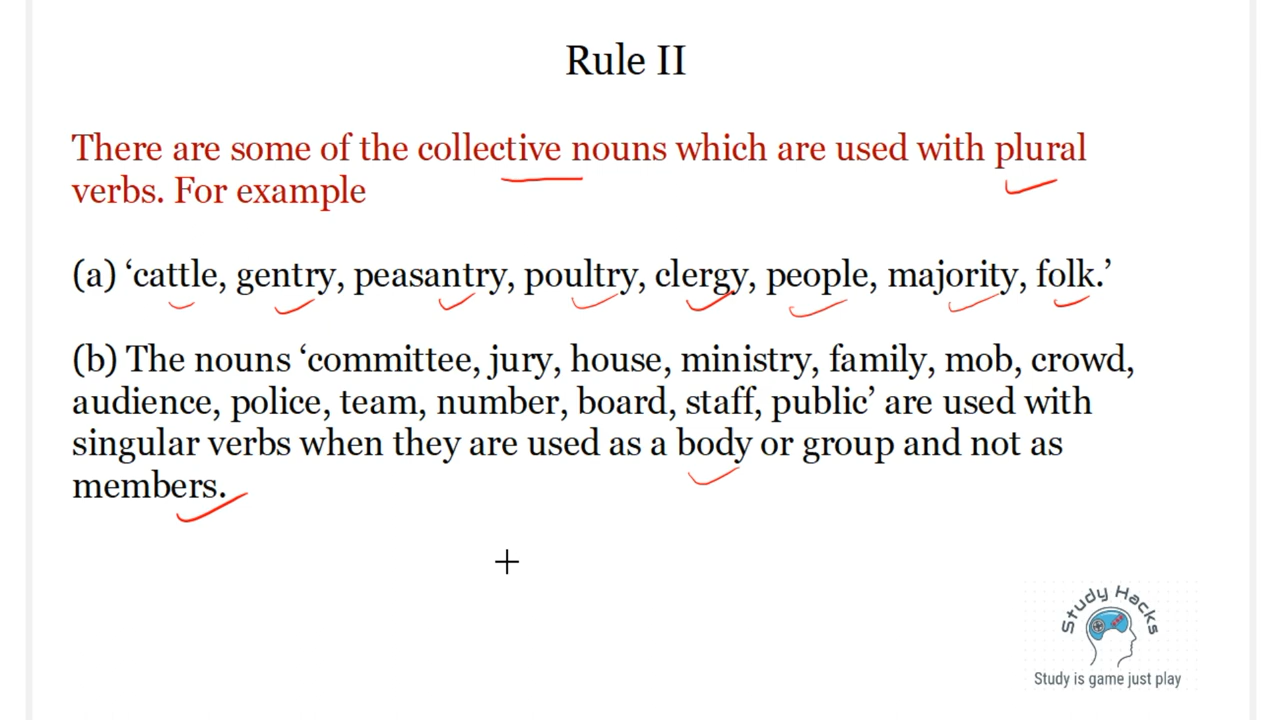 Rule II
There are some of the collective nouns which are used with plural
verbs. For example
(a) ‘cattle, gentry, peasantry, poultry, clergy, people, majority, folk.’
(b) The nouns ‘committee, jury, house, ministry, family, mob, crowd,
audience, police, team, number, board, staff, public’ are used with
singular verbs when they are used as a body or group and not as
members.
Study Hacks
Study is game just play